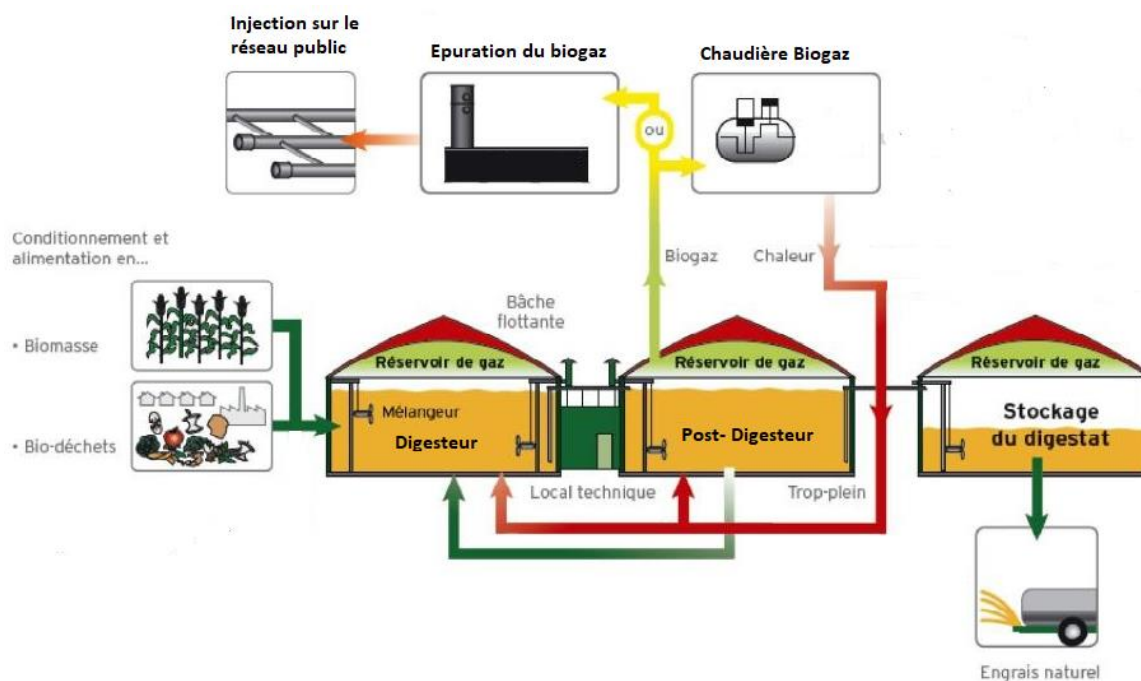 Injection sur le
réseau public
Epuration du biogaz
Chaudière Biogaz
ou
Conditionnement et
alimentation en...
Biogaz
Chaleur
Bâche
flottante
• Biomasse
Réservoir de gaz
Réservoir de gaz
Réservoir de gaz
Mélangeur
Digesteur
Post- Digesteur
Stockage
du digestat
• Bio-déchets
Local technique
Trop-plein
Engrais naturel